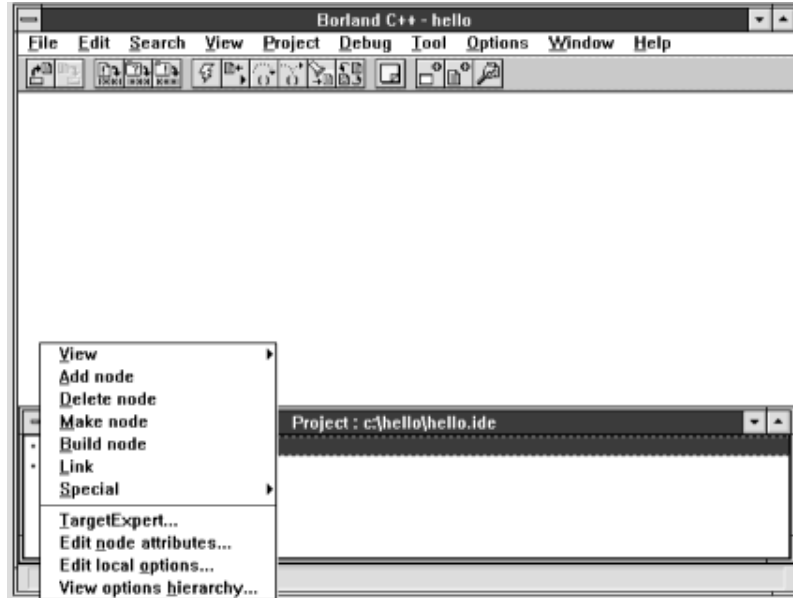 Borland C++ - hello
File Edit Search View Project Debug Tool Options Window Help
View
Add node
Delete node
Make node
Project : c:\hello\hello.ide
Build node
Link
Special
TargetExpert...
Edit node attributes...
Edit local options...
View options hierarchy...